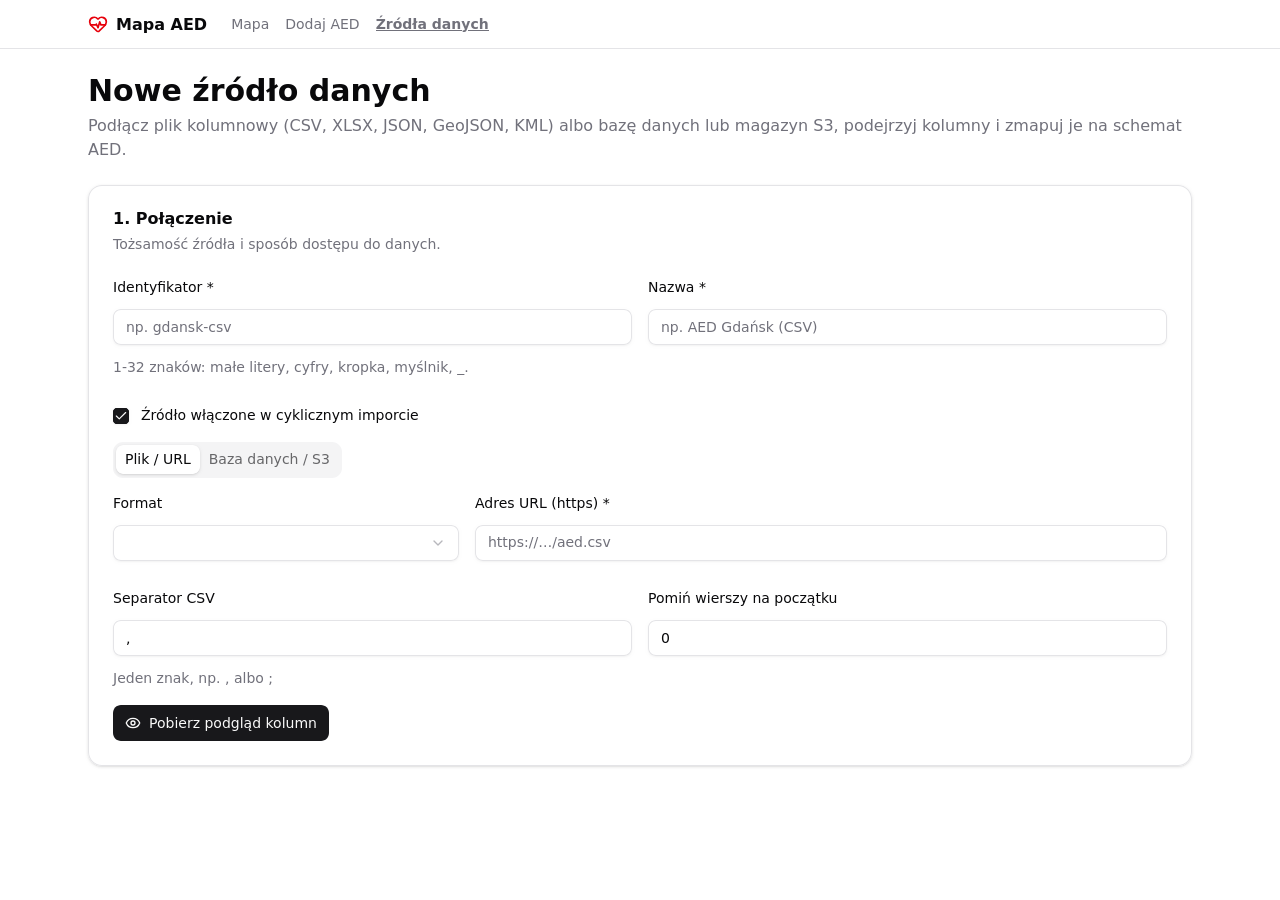 Mapa AED Mapa Dodaj AED Źródła danych
Nowe źródło danych
Podłącz plik kolumnowy (CSV, XLSX, JSON, GeoJSON, KML) albo bazę danych lub magazyn S3, podejrzyj kolumny i zmapuj je na schemat
AED.
1. Połączenie
Tożsamość źródła i sposób dostępu do danych.
Identyfikator * Nazwa *
np. gdansk-csv np. AED Gdańsk (CSV)
1-32 znaków: małe litery, cyfry, kropka, myślnik, _.
Źródło włączone w cyklicznym imporcie
Plik / URL Baza danych / S3
Format Adres URL (https) *
https://.../aed.csv
Separator CSV Pomiń wierszy na początku
, 0
Jeden znak, np. , albo ;
Pobierz podgląd kolumn